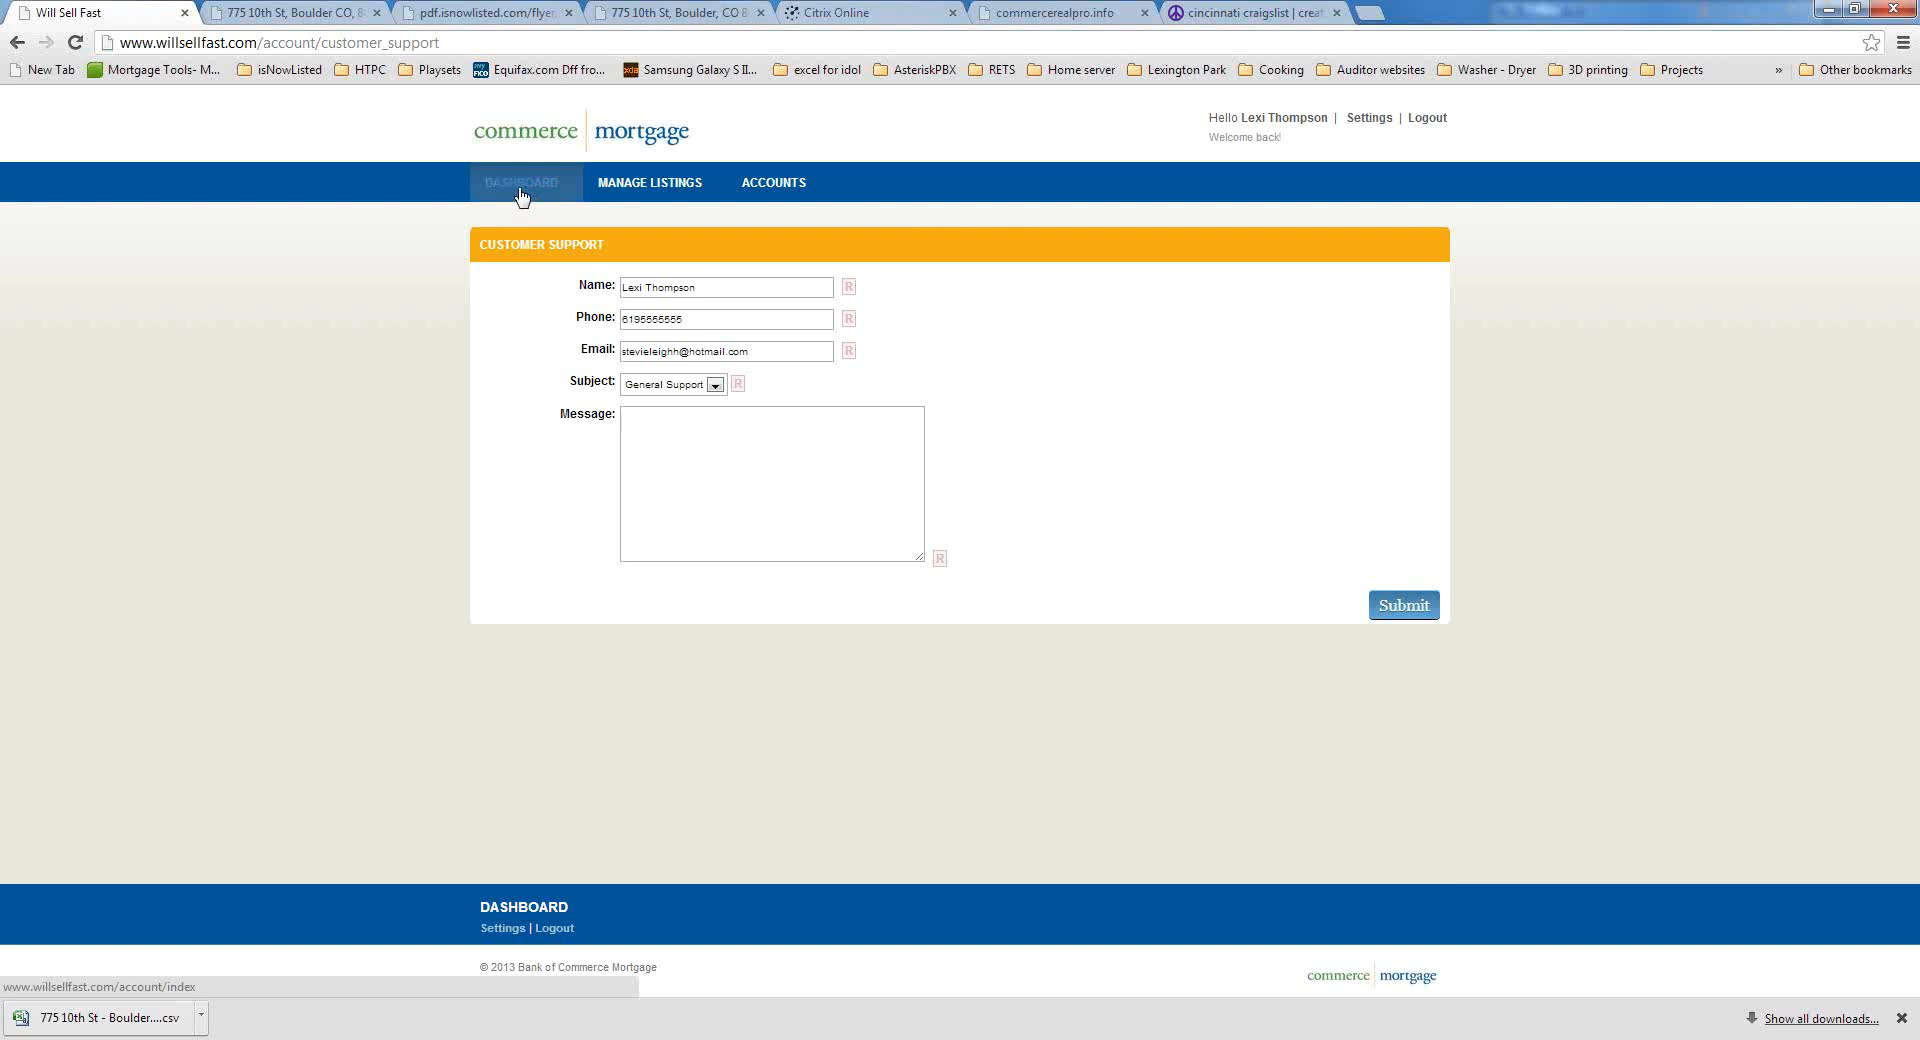 Will Sell Fast
775 10th St, Boulder CO, 8
pdf.isnowlisted.com/flyer
775 10th St, Boulder, CO 8
Citrix Online
commercerealpro.info
cincinnati craigslist | creat
www.willsellfast.com/account/customer_support
New Tab
Mortgage Tools- M...
isNowListed
HTPC
Playsets
my FICO
Equifax.com Dff fro...
xda
Samsung Galaxy S II...
excel for idol
AsteriskPBX
RETS
Home server
Lexington Park
Cooking
Auditor websites
Washer - Dryer
3D printing
Projects
»
Other bookmarks
commerce | mortgage
Hello Lexi Thompson | Settings | Logout
Welcome back!
DASHBOARD
MANAGE LISTINGS
ACCOUNTS
CUSTOMER SUPPORT
Name: Lexi Thompson R
Phone: 6195555555 R
Email: stevieleighh@hotmail.com R
Subject: General Support R
Message:
R
Submit
DASHBOARD
Settings | Logout
© 2013 Bank of Commerce Mortgage
commerce | mortgage
www.willsellfast.com/account/index
775 10th St - Boulder....csv
Show all downloads...